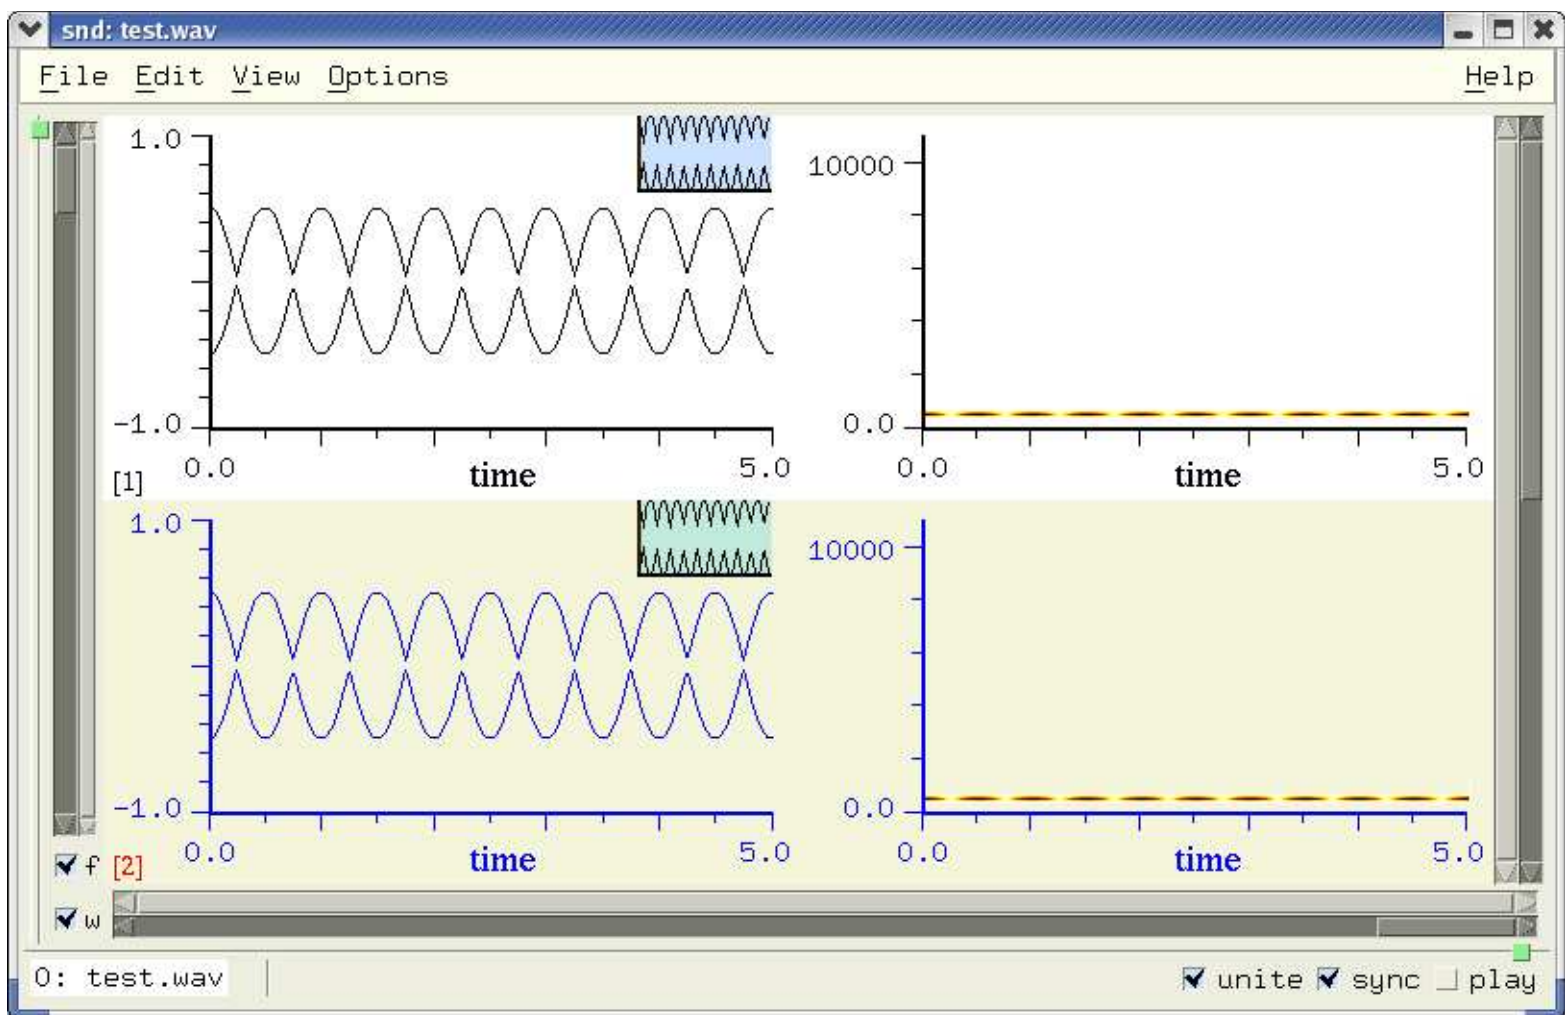 snd: test.wav
File Edit View Options Help
1.0
-1.0
0.0 time 5.0
[1]
10000
0.0
0.0 time 5.0
1.0
-1.0
0.0 time 5.0
[2]
10000
0.0
0.0 time 5.0
f
w
0: test.wav
unite sync play